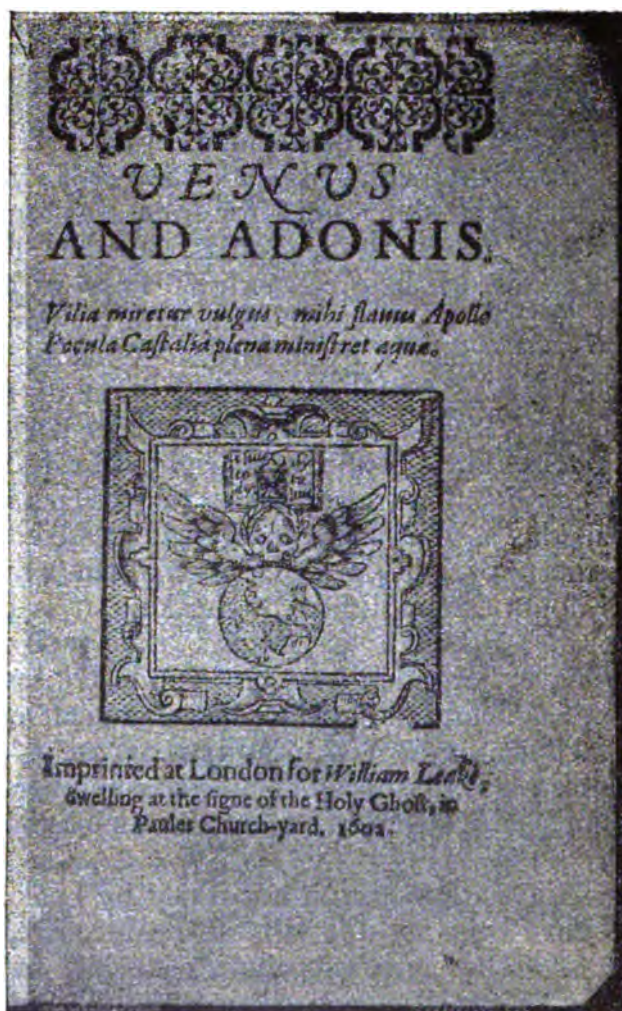 VENUS
AND ADONIS.
Vilia miretur vulgus; mihi flauus Apollo
Pocula Caſtalia plena miniſtret aqua.
Imprinted at London for William Leake,
dwelling at the ſigne of the Holy Ghoſt, in
Paules Church-yard. 1602.